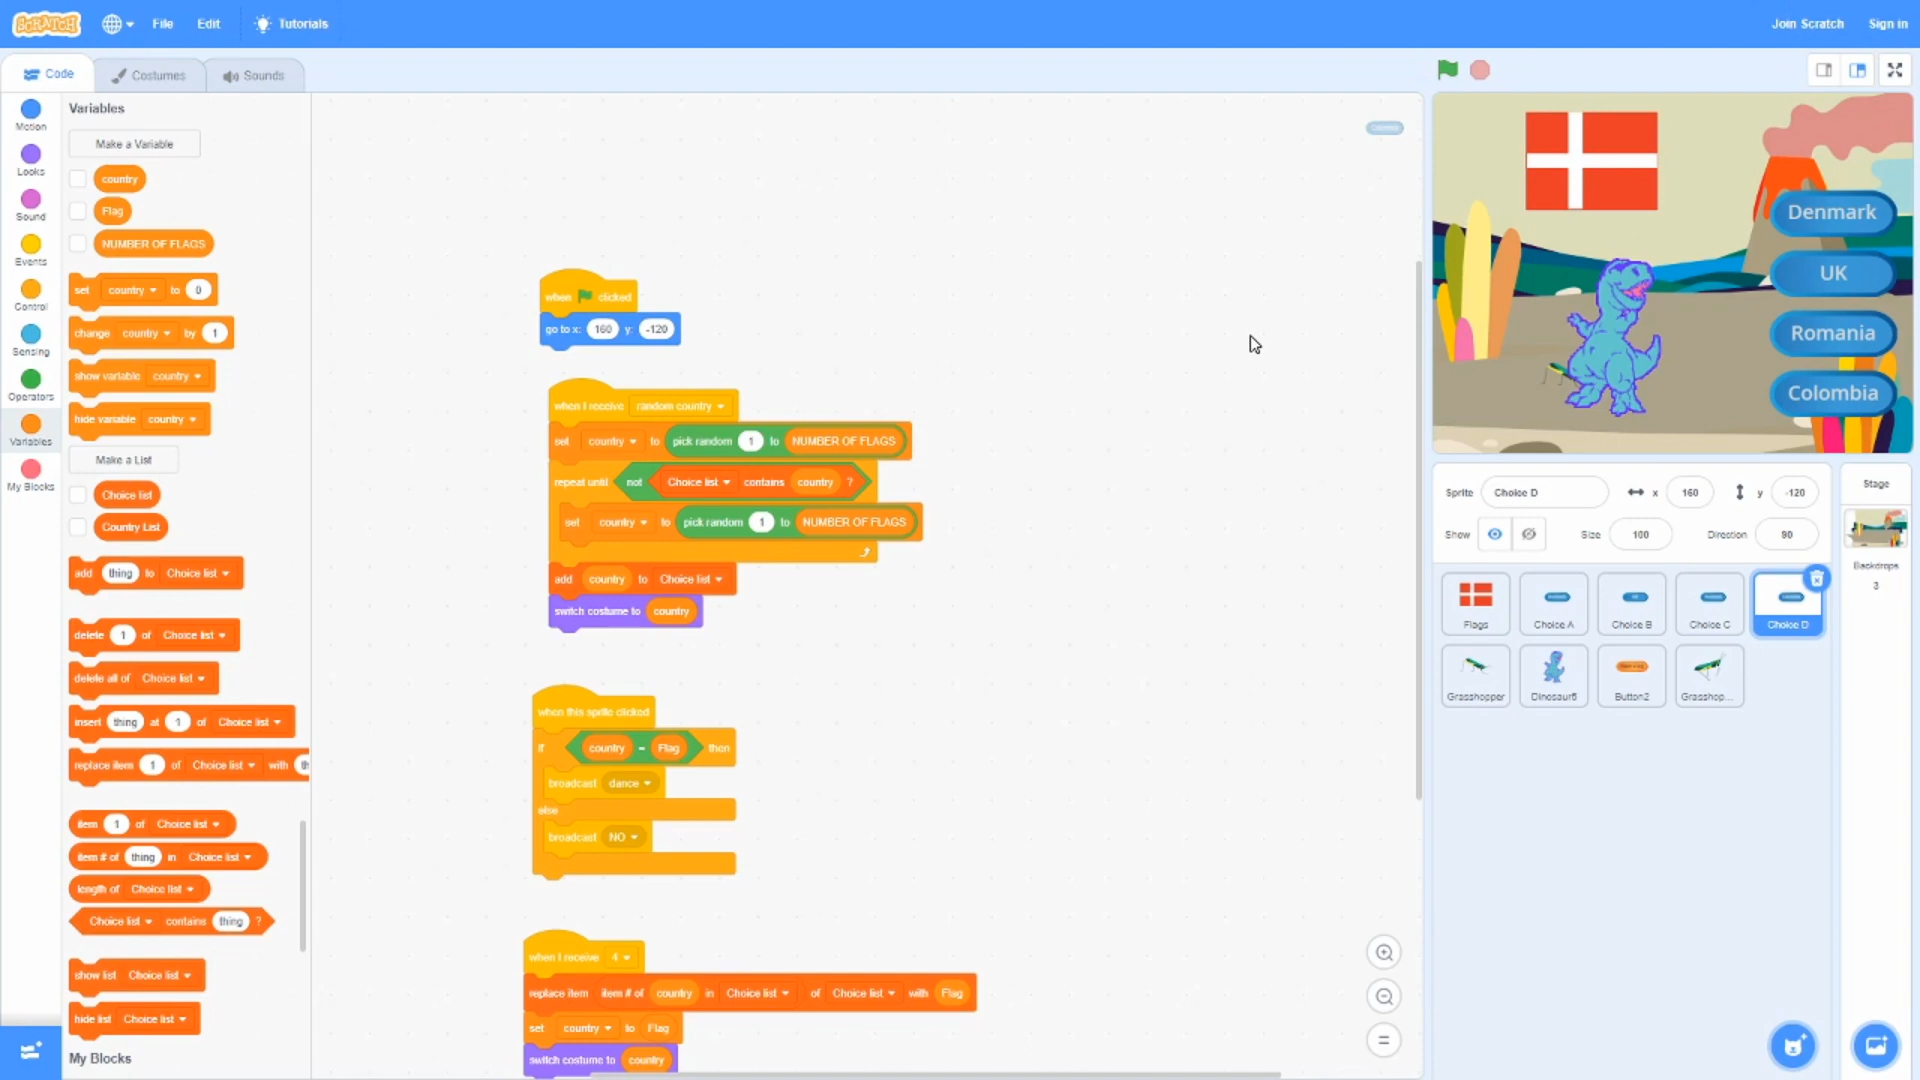 SCRATCH File Edit Tutorials Join Scratch Sign in
Code Costumes Sounds
Motion
Looks
Sound
Events
Control
Sensing
Operators
Variables
My Blocks
Variables
Make a Variable
country
Flag
NUMBER OF FLAGS
set country to 0
change country by 1
show variable country
hide variable country
Make a List
Choice list
Country List
add thing to Choice list
delete 1 of Choice list
delete all of Choice list
insert thing at 1 of Choice list
replace item 1 of Choice list with
item 1 of Choice list
item # of thing in Choice list
length of Choice list
Choice list contains thing ?
show list Choice list
hide list Choice list
My Blocks
when clicked
go to x: 160 y: -120
when I receive random country
set country to pick random 1 to NUMBER OF FLAGS
repeat until not Choice list contains country ?
set country to pick random 1 to NUMBER OF FLAGS
add country to Choice list
switch costume to country
when this sprite clicked
if country = Flag then
broadcast dance
else
broadcast NO
when I receive 4
replace item item # of country in Choice list of Choice list with Flag
set country to Flag
switch costume to country
Denmark
UK
Romania
Colombia
Sprite Choice D x 160 y -120
Show Size 100 Direction 90
Flags Choice A Choice B Choice C Choice D
Grasshopper Dinosaur5 Button2 Grasshop...
Stage
Backdrops
3